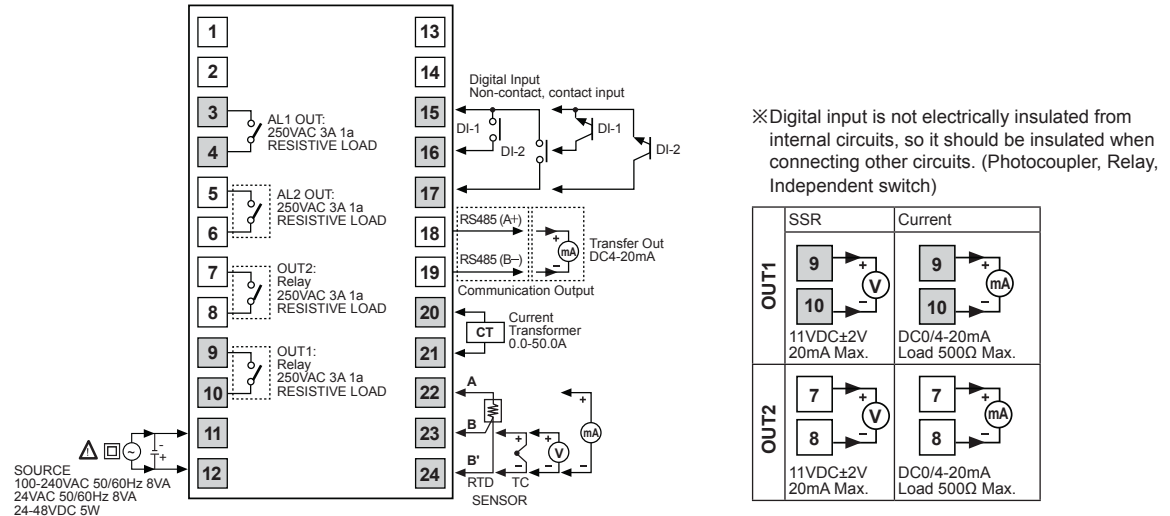 1
2
3
4
5
6
7
8
9
10
11
12
AL1 OUT:
250VAC 3A 1a
RESISTIVE LOAD
AL2 OUT:
250VAC 3A 1a
RESISTIVE LOAD
OUT2:
Relay
250VAC 3A 1a
RESISTIVE LOAD
OUT1:
Relay
250VAC 3A 1a
RESISTIVE LOAD
~
-
+
SOURCE
100-240VAC 50/60Hz 8VA
24VAC 50/60Hz 8VA
24-48VDC 5W
13
14
15
16
17
18
19
20
21
22
23
24
Digital Input
Non-contact, contact input
DI-1
DI-2
DI-1
DI-2
RS485 (A+)
RS485 (B−)
+
mA
−
Transfer Out
DC4-20mA
Communication Output
CT
Current
Transformer
0.0-50.0A
A
B
B'
+
−
+
V
−
+
mA
−
RTD TC
SENSOR
※Digital input is not electrically insulated from
internal circuits, so it should be insulated when
connecting other circuits. (Photocoupler, Relay,
Independent switch)
SSR
Current
OUT1
9
10
+
V
−
11VDC±2V
20mA Max.
9
10
+
mA
−
DC0/4-20mA
Load 500Ω Max.
OUT2
7
8
+
V
−
11VDC±2V
20mA Max.
7
8
+
mA
−
DC0/4-20mA
Load 500Ω Max.